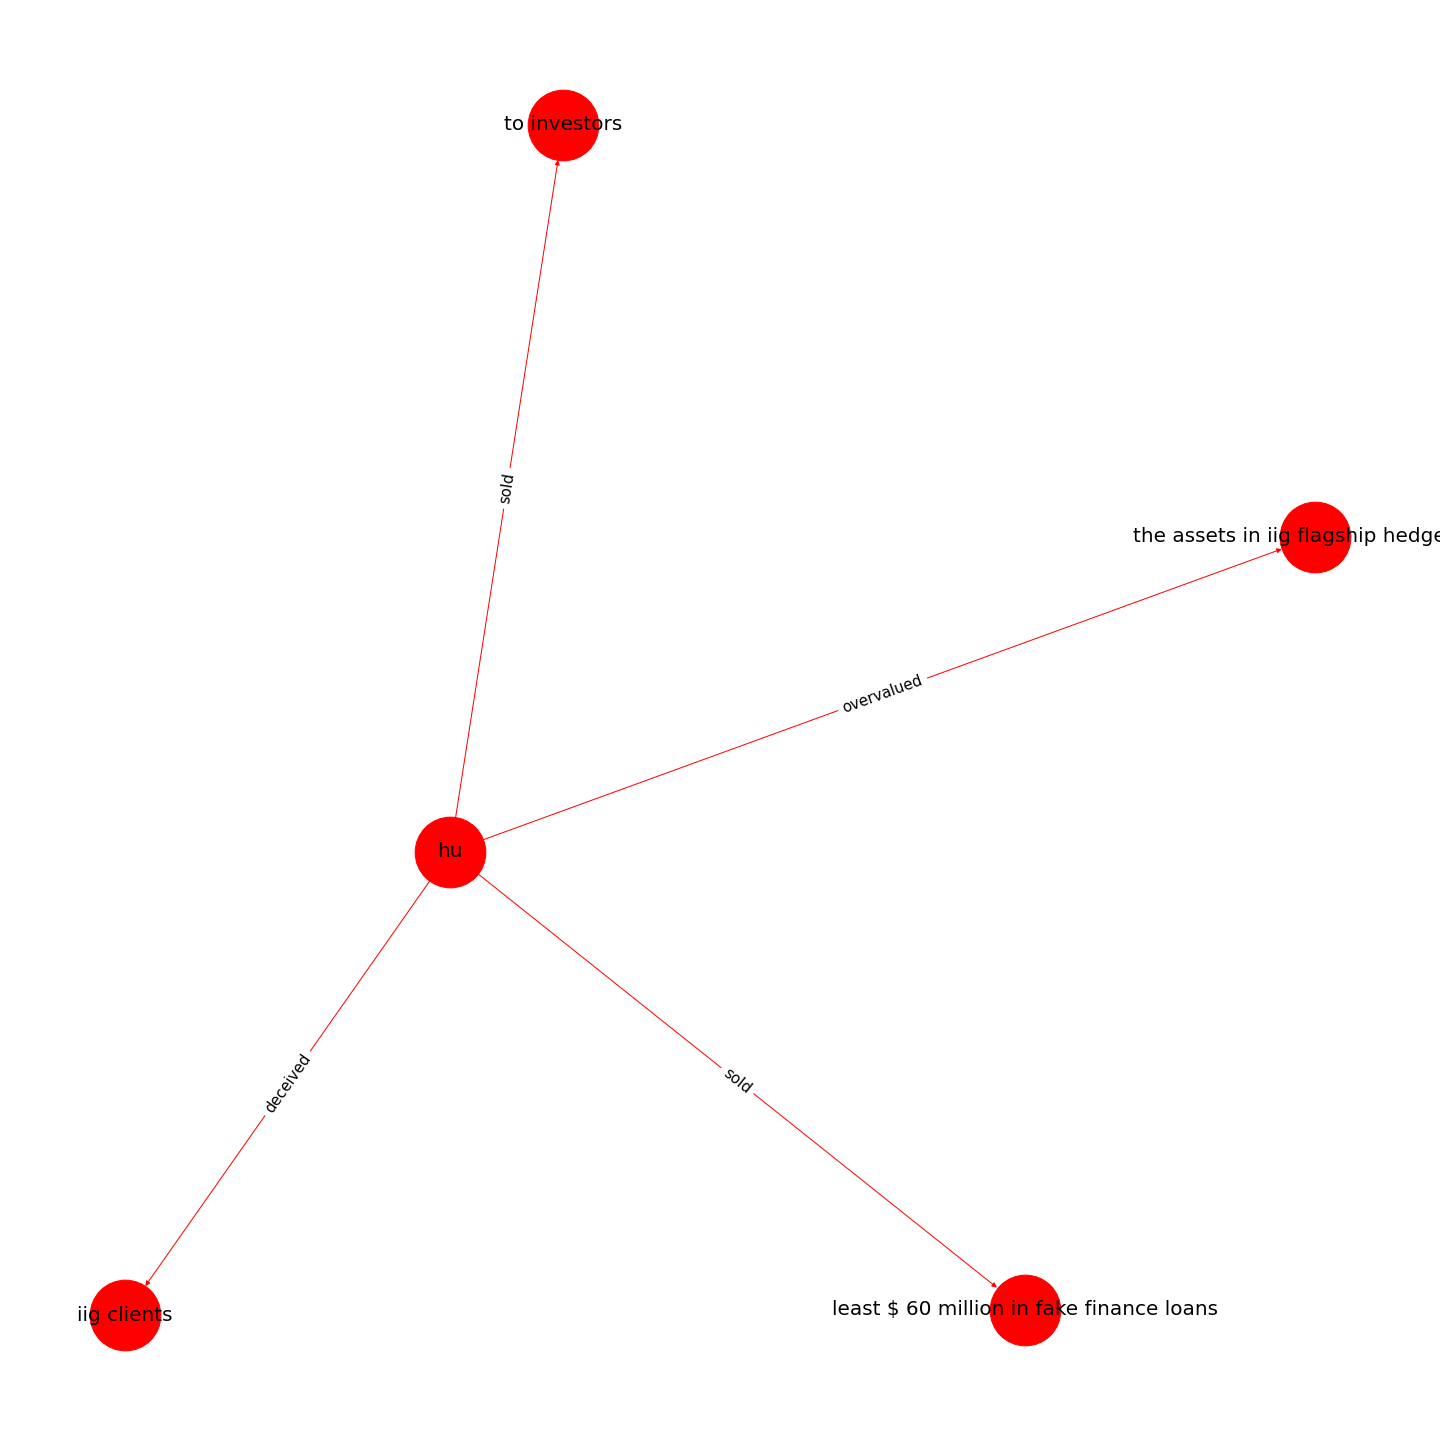 to investors
sold
the assets in iig flagship hedge
overvalued
hu
deceived
sold
iig clients
least $ 60 million in fake finance loans